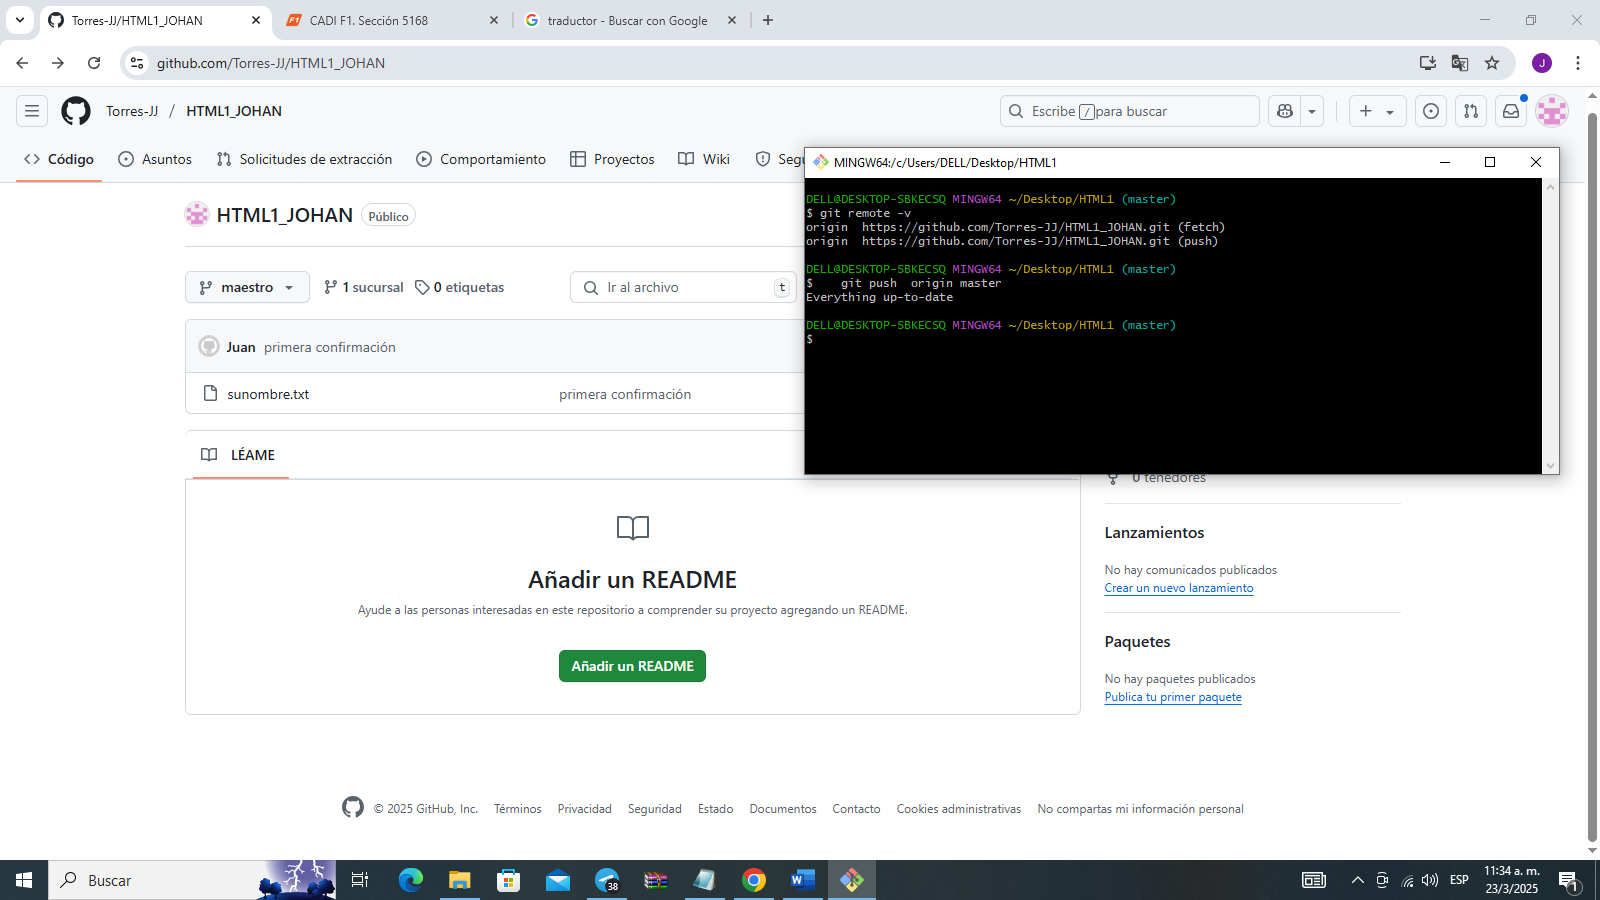 Torres-JJ/HTML1_JOHAN
CADI F1. Sección 5168
traductor - Buscar con Google
github.com/Torres-JJ/HTML1_JOHAN
J
Torres-JJ / HTML1_JOHAN
Escribe / para buscar
Código
Asuntos
Solicitudes de extracción
Comportamiento
Proyectos
Wiki
Segu
HTML1_JOHAN
Público
maestro
1 sucursal
0 etiquetas
Ir al archivo
t
Juan primera confirmación
sunombre.txt
primera confirmación
LÉAME
Añadir un README
Ayude a las personas interesadas en este repositorio a comprender su proyecto agregando un README.
Añadir un README
MINGW64:/c/Users/DELL/Desktop/HTML1
DELL@DESKTOP-SBKECSQ MINGW64 ~/Desktop/HTML1 (master)
$ git remote -v
origin  https://github.com/Torres-JJ/HTML1_JOHAN.git (fetch)
origin  https://github.com/Torres-JJ/HTML1_JOHAN.git (push)
DELL@DESKTOP-SBKECSQ MINGW64 ~/Desktop/HTML1 (master)
$    git push  origin master
Everything up-to-date
DELL@DESKTOP-SBKECSQ MINGW64 ~/Desktop/HTML1 (master)
$
0 tenedores
Lanzamientos
No hay comunicados publicados
Crear un nuevo lanzamiento
Paquetes
No hay paquetes publicados
Publica tu primer paquete
© 2025 GitHub, Inc.
Términos
Privacidad
Seguridad
Estado
Documentos
Contacto
Cookies administrativas
No compartas mi información personal
Buscar
38
W
ESP
11:34 a. m.
23/3/2025
1